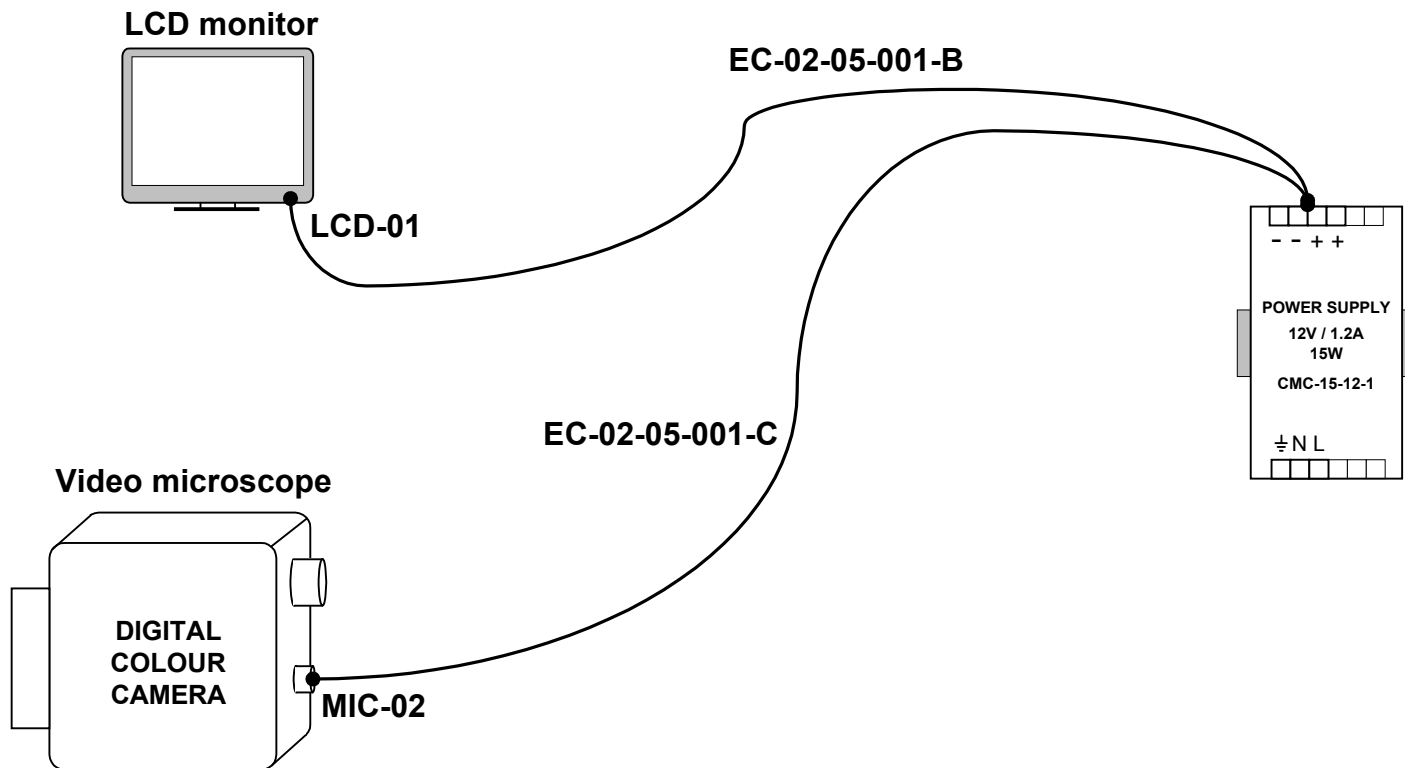 LCD monitor
EC-02-05-001-B
LCD-01
- - + +
POWER SUPPLY
12V / 1.2A
15W
CMC-15-12-1
EC-02-05-001-C
⏚ N L
Video microscope
DIGITAL
COLOUR
CAMERA
MIC-02